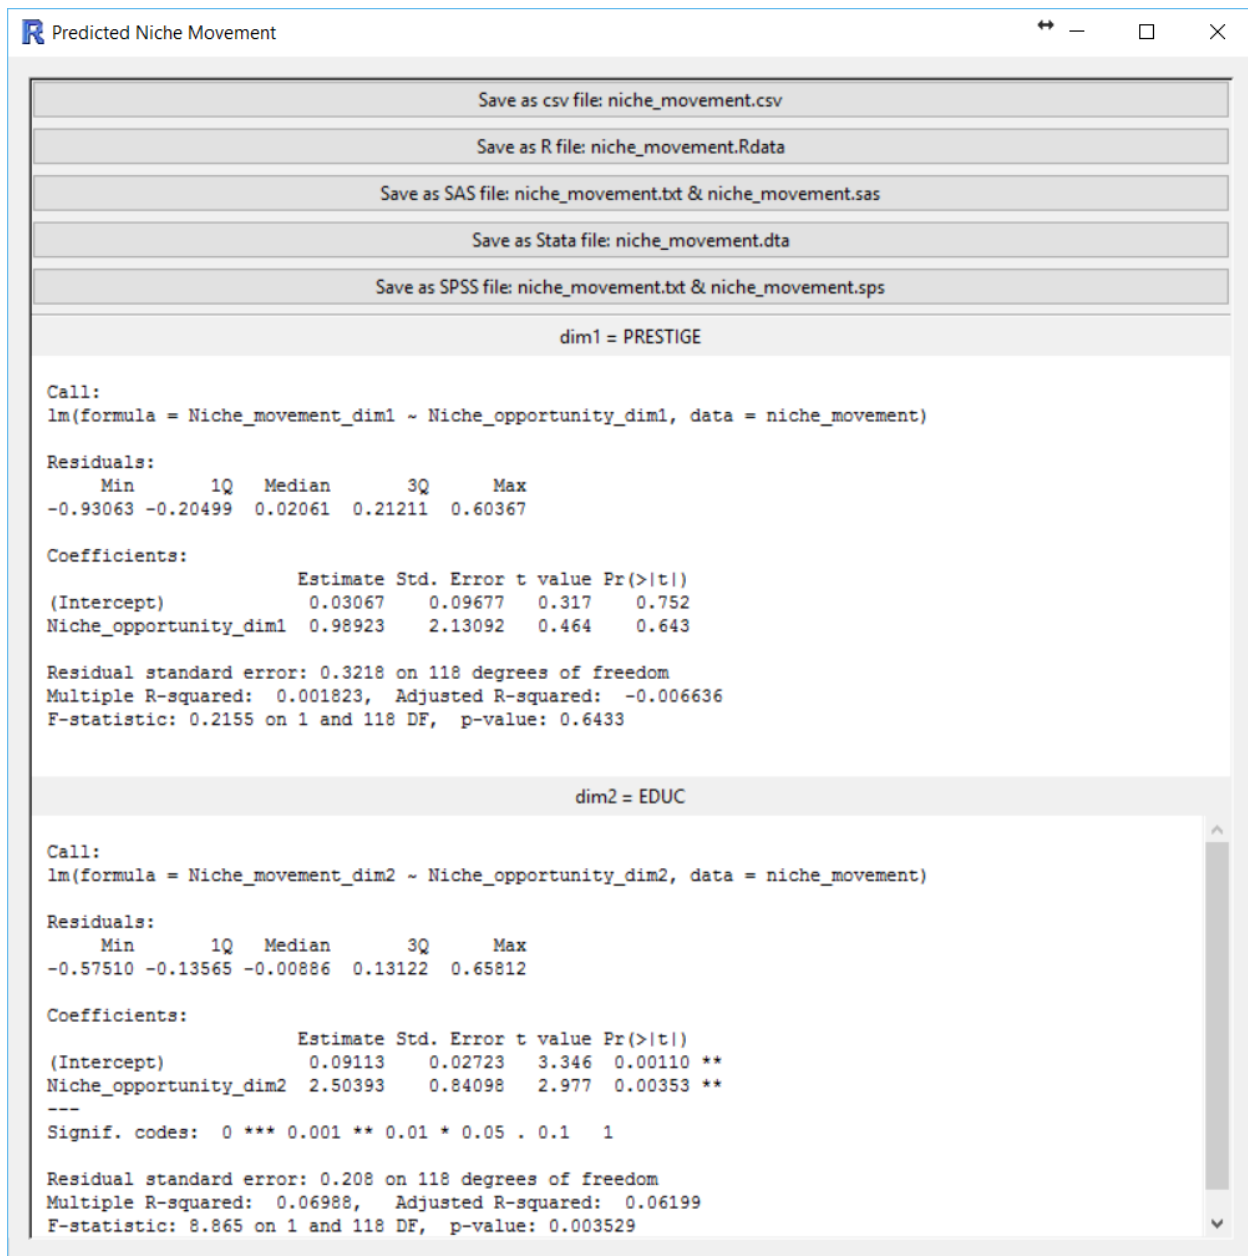 R Predicted Niche Movement
Save as csv file: niche_movement.csv
Save as R file: niche_movement.Rdata
Save as SAS file: niche_movement.txt & niche_movement.sas
Save as Stata file: niche_movement.dta
Save as SPSS file: niche_movement.txt & niche_movement.sps
dim1 = PRESTIGE
Call:
lm(formula = Niche_movement_dim1 ~ Niche_opportunity_dim1, data = niche_movement)
Residuals:
Min 1Q Median 3Q Max
-0.93063 -0.20499 0.02061 0.21211 0.60367
Coefficients:
Estimate Std. Error t value Pr(>|t|)
(Intercept) 0.03067 0.09677 0.317 0.752
Niche_opportunity_dim1 0.98923 2.13092 0.464 0.643
Residual standard error: 0.3218 on 118 degrees of freedom
Multiple R-squared: 0.001823, Adjusted R-squared: -0.006636
F-statistic: 0.2155 on 1 and 118 DF, p-value: 0.6433
dim2 = EDUC
Call:
lm(formula = Niche_movement_dim2 ~ Niche_opportunity_dim2, data = niche_movement)
Residuals:
Min 1Q Median 3Q Max
-0.57510 -0.13565 -0.00886 0.13122 0.65812
Coefficients:
Estimate Std. Error t value Pr(>|t|)
(Intercept) 0.09113 0.02723 3.346 0.00110 **
Niche_opportunity_dim2 2.50393 0.84098 2.977 0.00353 **
---
Signif. codes: 0 *** 0.001 ** 0.01 * 0.05 . 0.1 1
Residual standard error: 0.208 on 118 degrees of freedom
Multiple R-squared: 0.06988, Adjusted R-squared: 0.06199
F-statistic: 8.865 on 1 and 118 DF, p-value: 0.003529